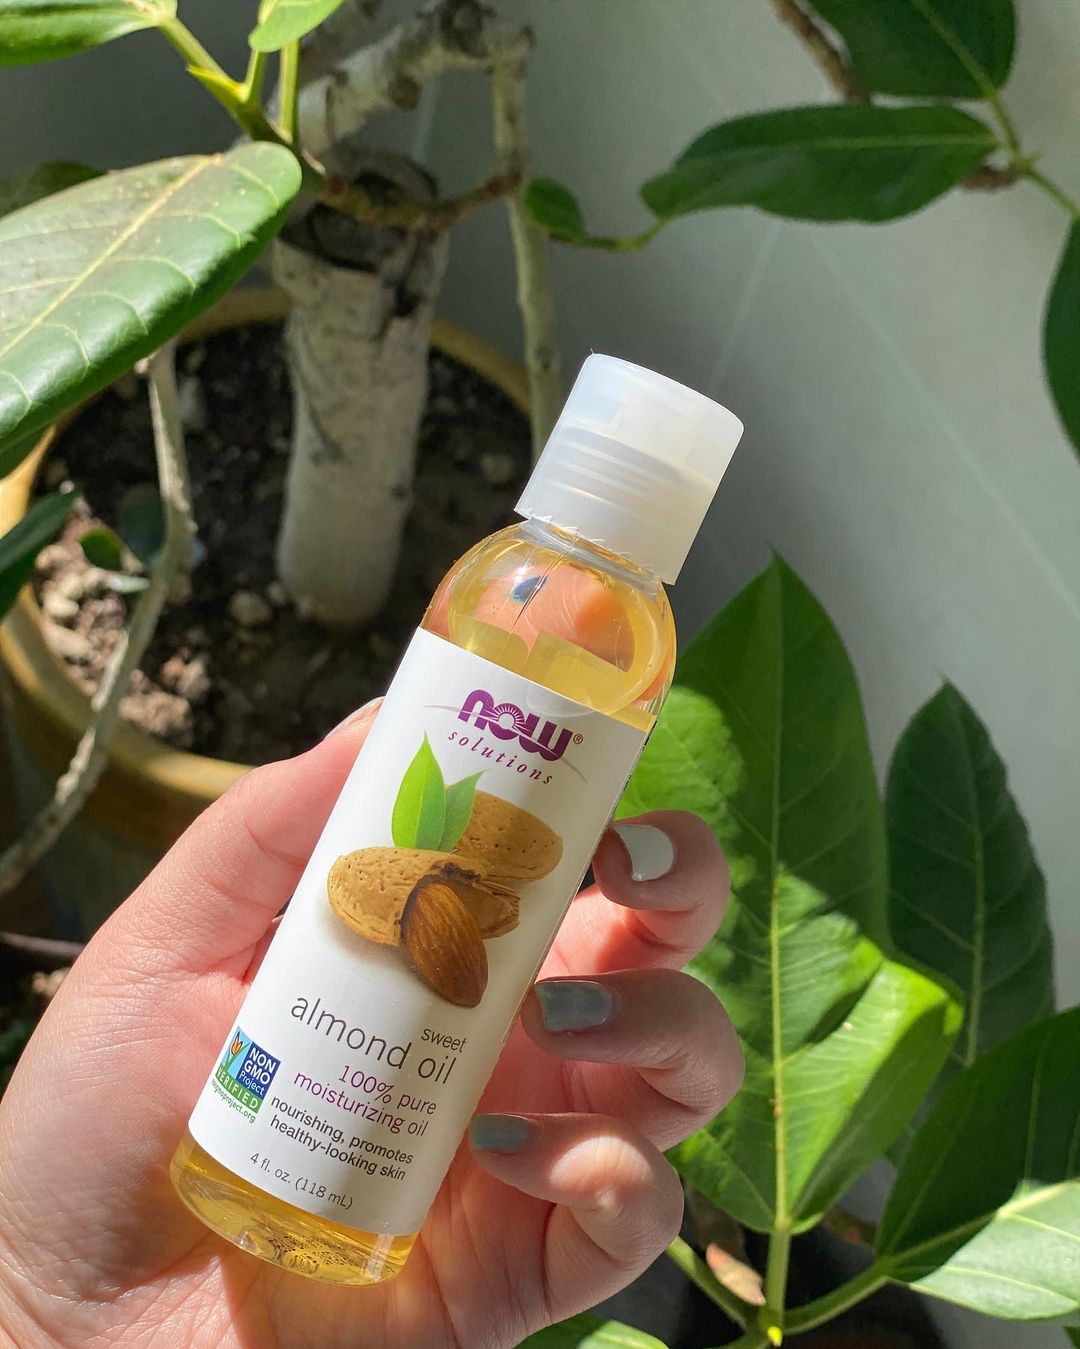 NOW®
solutions
sweet
almond oil
100% pure
moisturizing oil
nourishing, promotes
healthy-looking skin
4 fl. oz. (118 mL)
NON
GMO
Project
VERIFIED
nongmoproject.org